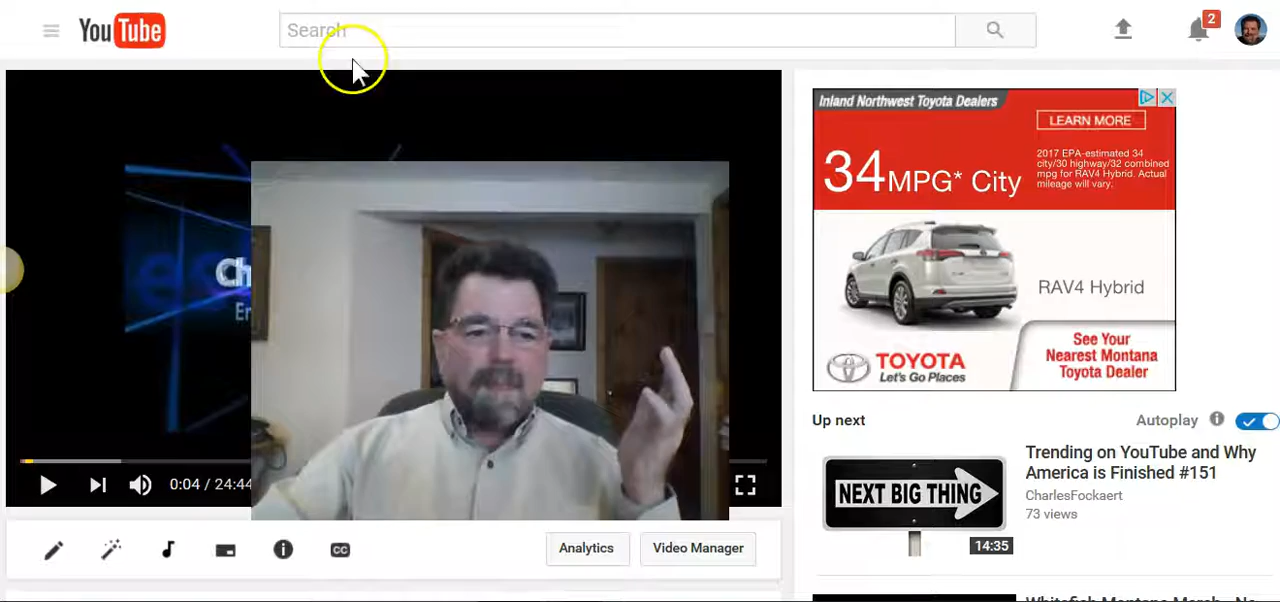 YouTube
Search
2
Ch
En
0:04 / 24:44
Analytics
Video Manager
Inland Northwest Toyota Dealers
LEARN MORE
34MPG* City
2017 EPA-estimated 34
city/30 highway/32 combined
mpg for RAV4 Hybrid. Actual
mileage will vary.
RAV4 Hybrid
TOYOTA
Let's Go Places
See Your
Nearest Montana
Toyota Dealer
Up next
Autoplay
NEXT BIG THING
14:35
Trending on YouTube and Why
America is Finished #151
CharlesFockaert
73 views
CC